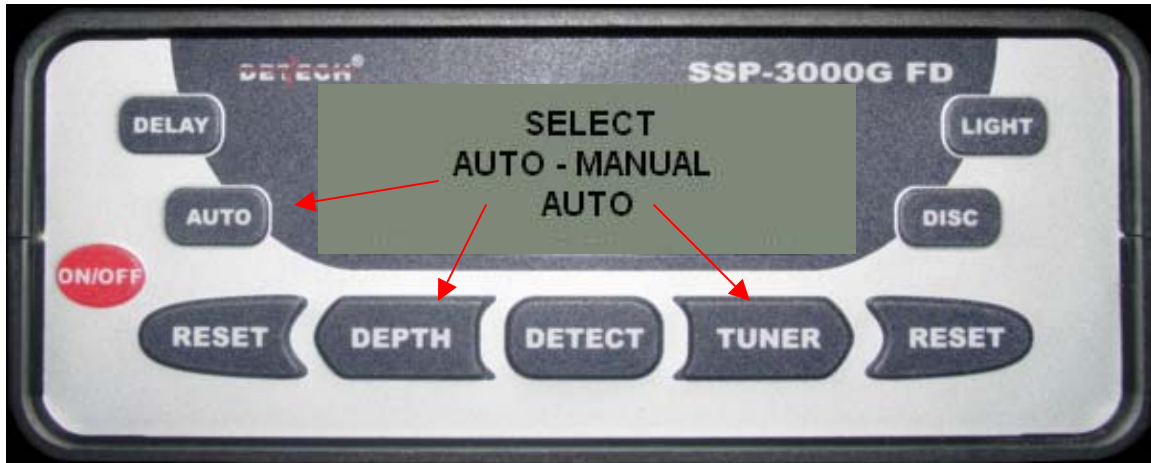 DETECH® SSP-3000G FD
DELAY SELECT LIGHT
AUTO - MANUAL
AUTO AUTO DISC
ON/OFF
RESET DEPTH DETECT TUNER RESET